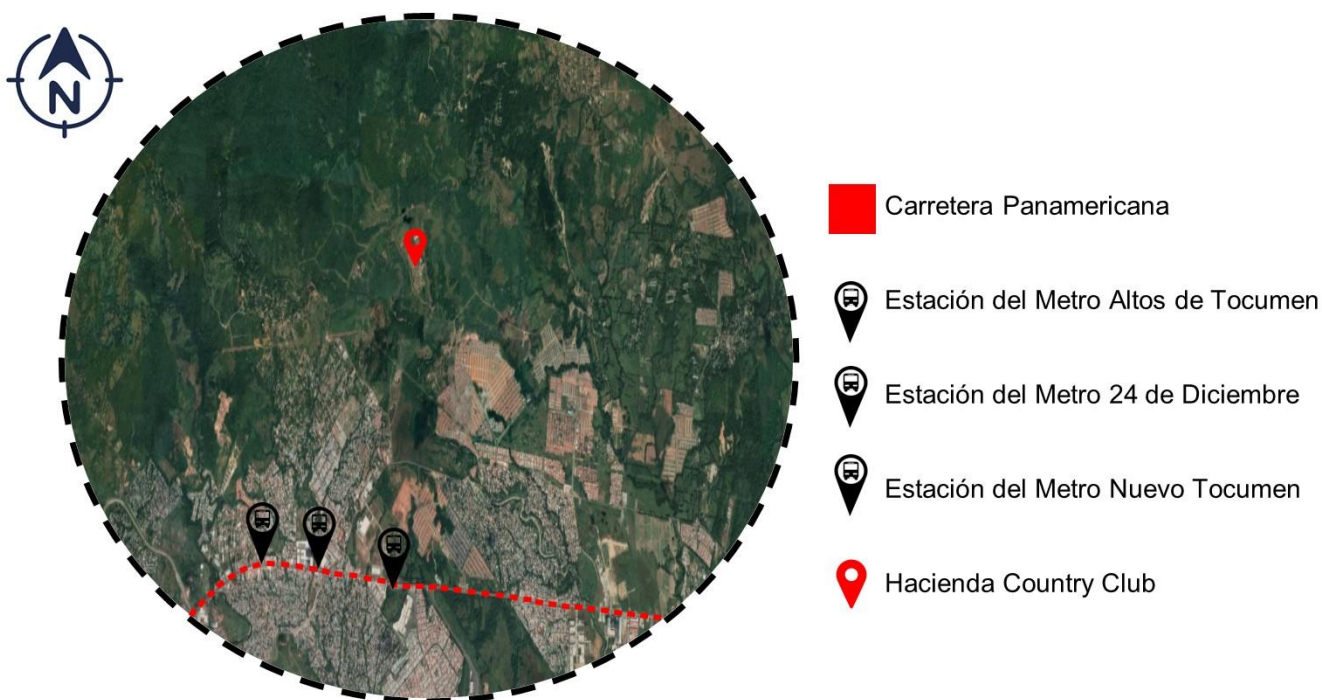 N
Carretera Panamericana
Estación del Metro Altos de Tocumen
Estación del Metro 24 de Diciembre
Estación del Metro Nuevo Tocumen
Hacienda Country Club